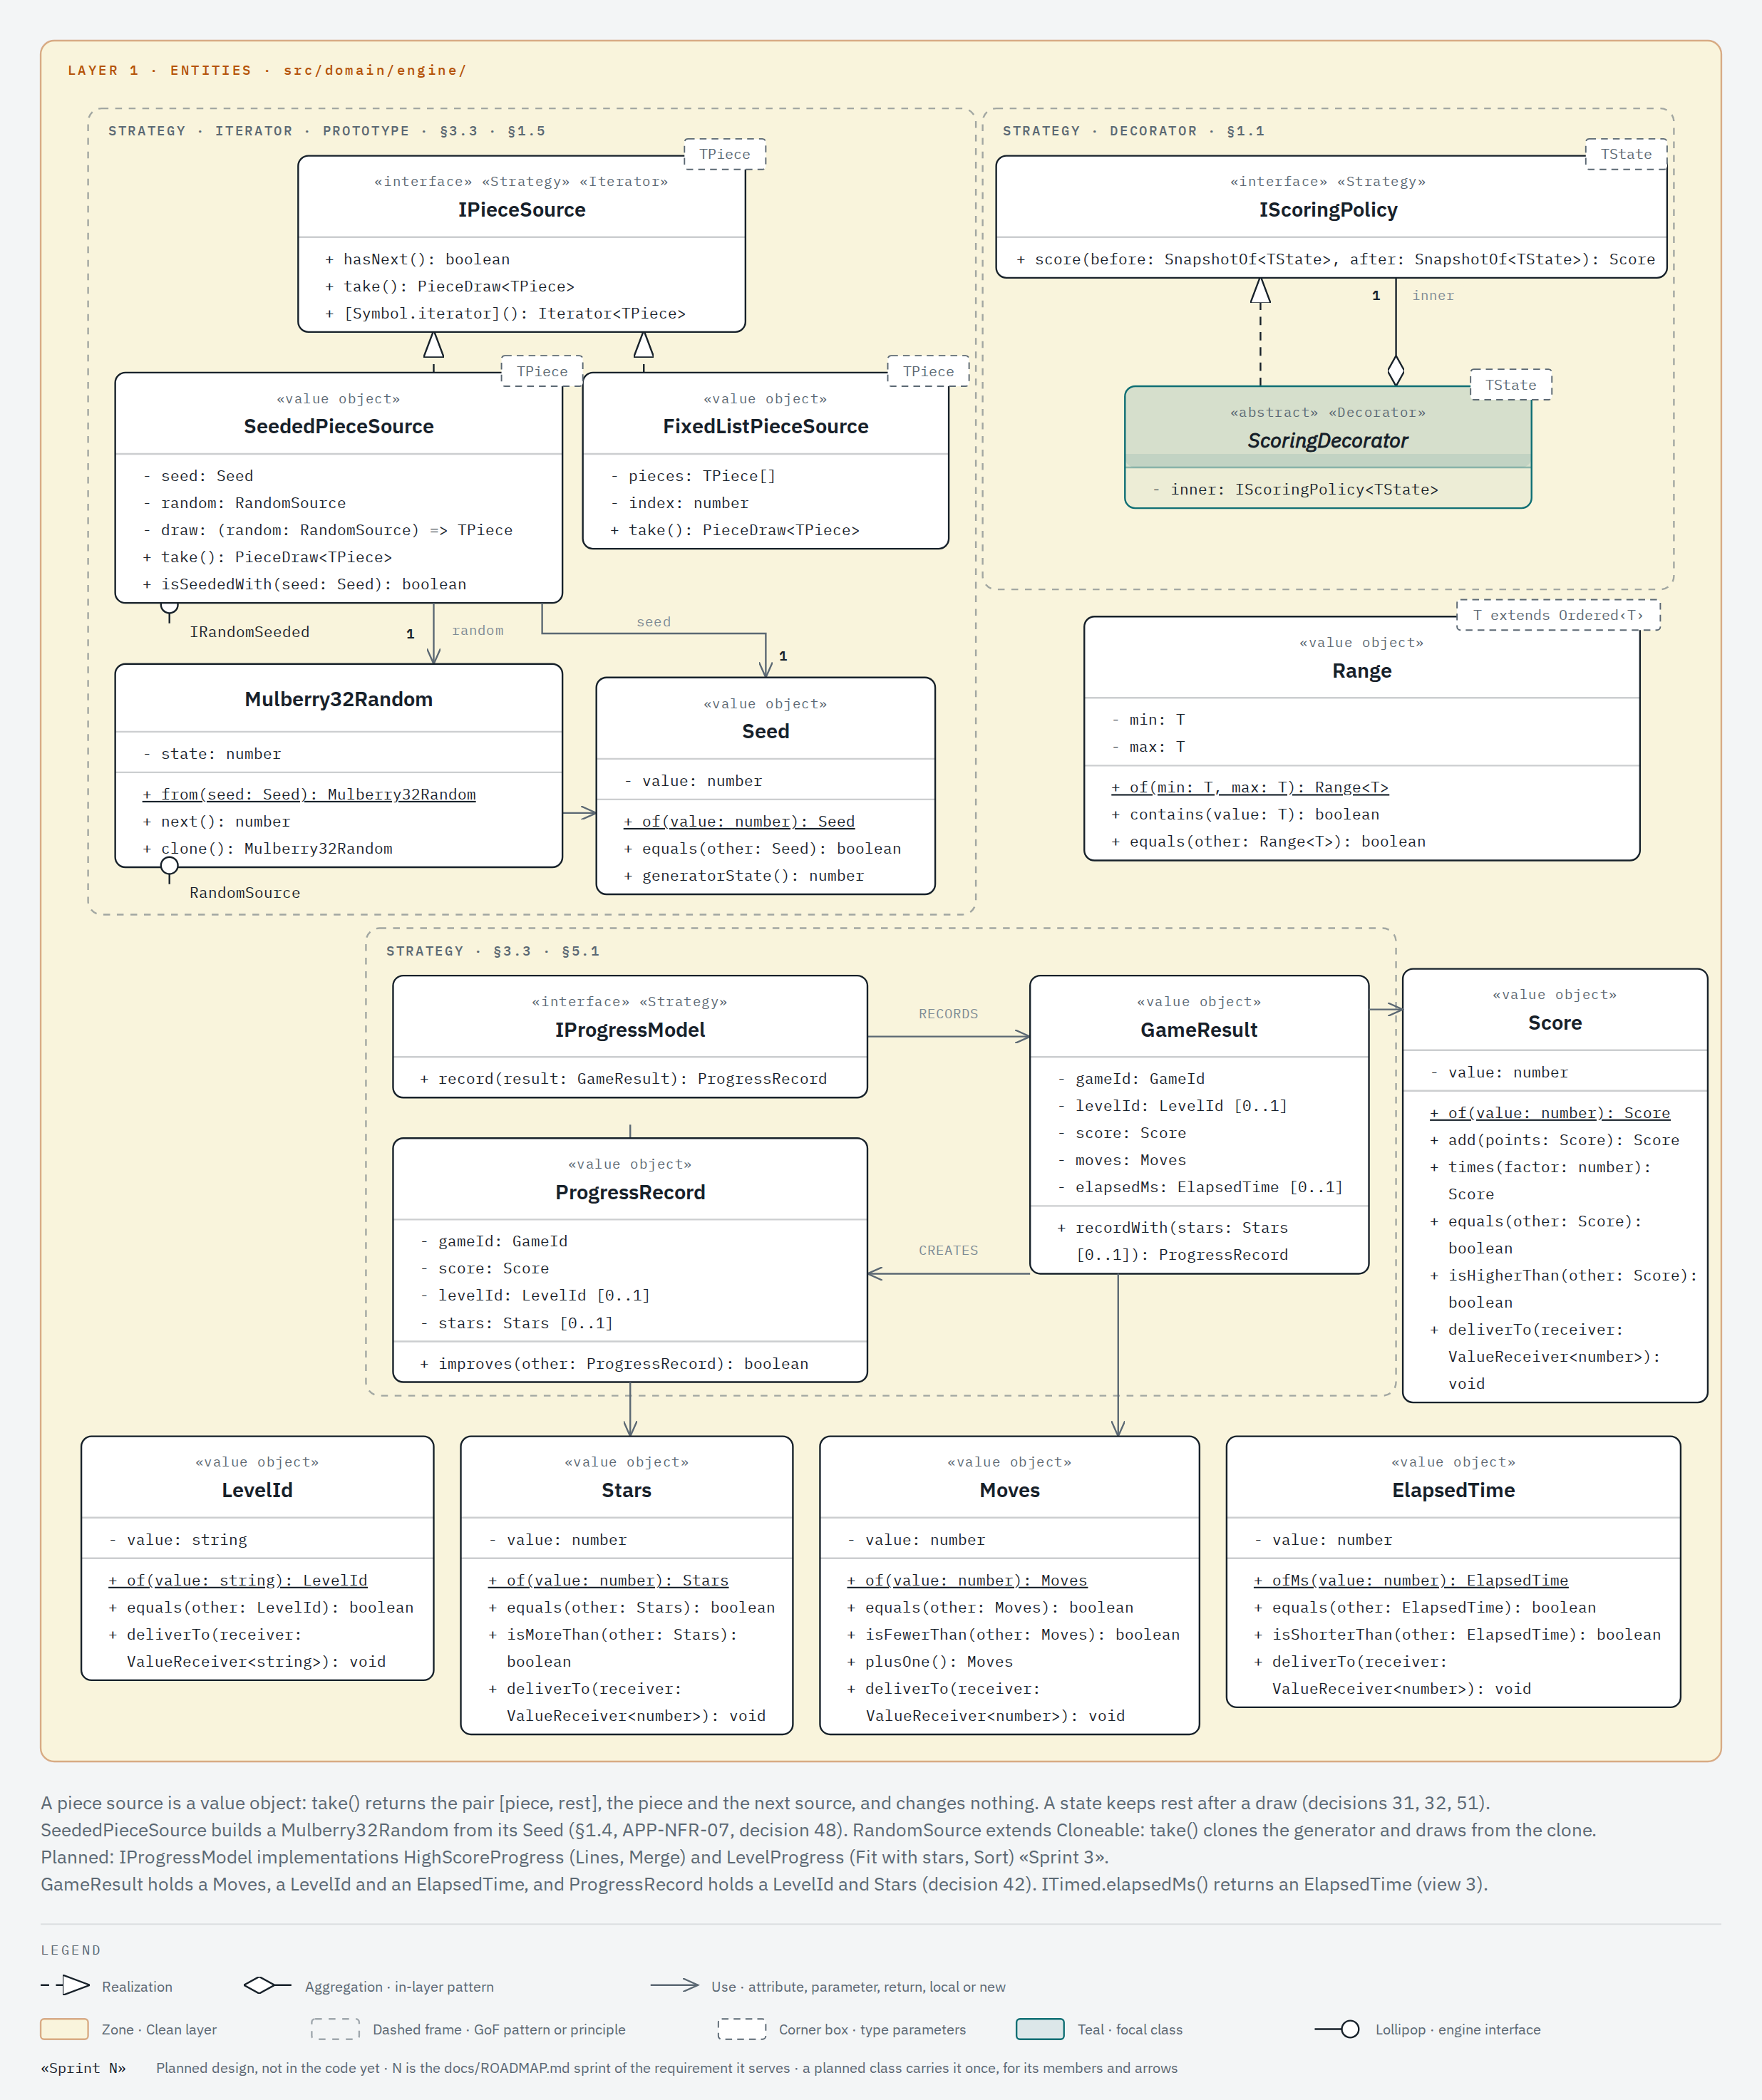 LAYER 1 · ENTITIES · src/domain/engine/
STRATEGY · ITERATOR · PROTOTYPE · §3.3 · §1.5
TPiece
«interface» «Strategy» «Iterator»
IPieceSource
+ hasNext(): boolean
+ take(): PieceDraw<TPiece>
+ [Symbol.iterator](): Iterator<TPiece>
TPiece
«value object»
SeededPieceSource
- seed: Seed
- random: RandomSource
- draw: (random: RandomSource) => TPiece
+ take(): PieceDraw<TPiece>
+ isSeededWith(seed: Seed): boolean
TPiece
«value object»
FixedListPieceSource
- pieces: TPiece[]
- index: number
+ take(): PieceDraw<TPiece>
IRandomSeeded
1
random
seed
1
Mulberry32Random
- state: number
+ from(seed: Seed): Mulberry32Random
+ next(): number
+ clone(): Mulberry32Random
RandomSource
«value object»
Seed
- value: number
+ of(value: number): Seed
+ equals(other: Seed): boolean
+ generatorState(): number
STRATEGY · DECORATOR · §1.1
TState
«interface» «Strategy»
IScoringPolicy
+ score(before: SnapshotOf<TState>, after: SnapshotOf<TState>): Score
1
inner
TState
«abstract» «Decorator»
ScoringDecorator
- inner: IScoringPolicy<TState>
T extends Ordered‹T›
«value object»
Range
- min: T
- max: T
+ of(min: T, max: T): Range<T>
+ contains(value: T): boolean
+ equals(other: Range<T>): boolean
STRATEGY · §3.3 · §5.1
«interface» «Strategy»
IProgressModel
+ record(result: GameResult): ProgressRecord
RECORDS
«value object»
GameResult
- gameId: GameId
- levelId: LevelId [0..1]
- score: Score
- moves: Moves
- elapsedMs: ElapsedTime [0..1]
+ recordWith(stars: Stars
[0..1]): ProgressRecord
«value object»
Score
- value: number
+ of(value: number): Score
+ add(points: Score): Score
+ times(factor: number):
Score
+ equals(other: Score):
boolean
+ isHigherThan(other: Score):
boolean
+ deliverTo(receiver:
ValueReceiver<number>):
void
«value object»
ProgressRecord
- gameId: GameId
- score: Score
- levelId: LevelId [0..1]
- stars: Stars [0..1]
+ improves(other: ProgressRecord): boolean
CREATES
«value object»
LevelId
- value: string
+ of(value: string): LevelId
+ equals(other: LevelId): boolean
+ deliverTo(receiver:
ValueReceiver<string>): void
«value object»
Stars
- value: number
+ of(value: number): Stars
+ equals(other: Stars): boolean
+ isMoreThan(other: Stars):
boolean
+ deliverTo(receiver:
ValueReceiver<number>): void
«value object»
Moves
- value: number
+ of(value: number): Moves
+ equals(other: Moves): boolean
+ isFewerThan(other: Moves): boolean
+ plusOne(): Moves
+ deliverTo(receiver:
ValueReceiver<number>): void
«value object»
ElapsedTime
- value: number
+ ofMs(value: number): ElapsedTime
+ equals(other: ElapsedTime): boolean
+ isShorterThan(other: ElapsedTime): boolean
+ deliverTo(receiver:
ValueReceiver<number>): void
A piece source is a value object: take() returns the pair [piece, rest], the piece and the next source, and changes nothing. A state keeps rest after a draw (decisions 31, 32, 51).
SeededPieceSource builds a Mulberry32Random from its Seed (§1.4, APP-NFR-07, decision 48). RandomSource extends Cloneable: take() clones the generator and draws from the clone.
Planned: IProgressModel implementations HighScoreProgress (Lines, Merge) and LevelProgress (Fit with stars, Sort) «Sprint 3».
GameResult holds a Moves, a LevelId and an ElapsedTime, and ProgressRecord holds a LevelId and Stars (decision 42). ITimed.elapsedMs() returns an ElapsedTime (view 3).
LEGEND
Realization
Aggregation · in-layer pattern
Use · attribute, parameter, return, local or new
Zone · Clean layer
Dashed frame · GoF pattern or principle
Corner box · type parameters
Teal · focal class
Lollipop · engine interface
«Sprint N» Planned design, not in the code yet · N is the docs/ROADMAP.md sprint of the requirement it serves · a planned class carries it once, for its members and arrows